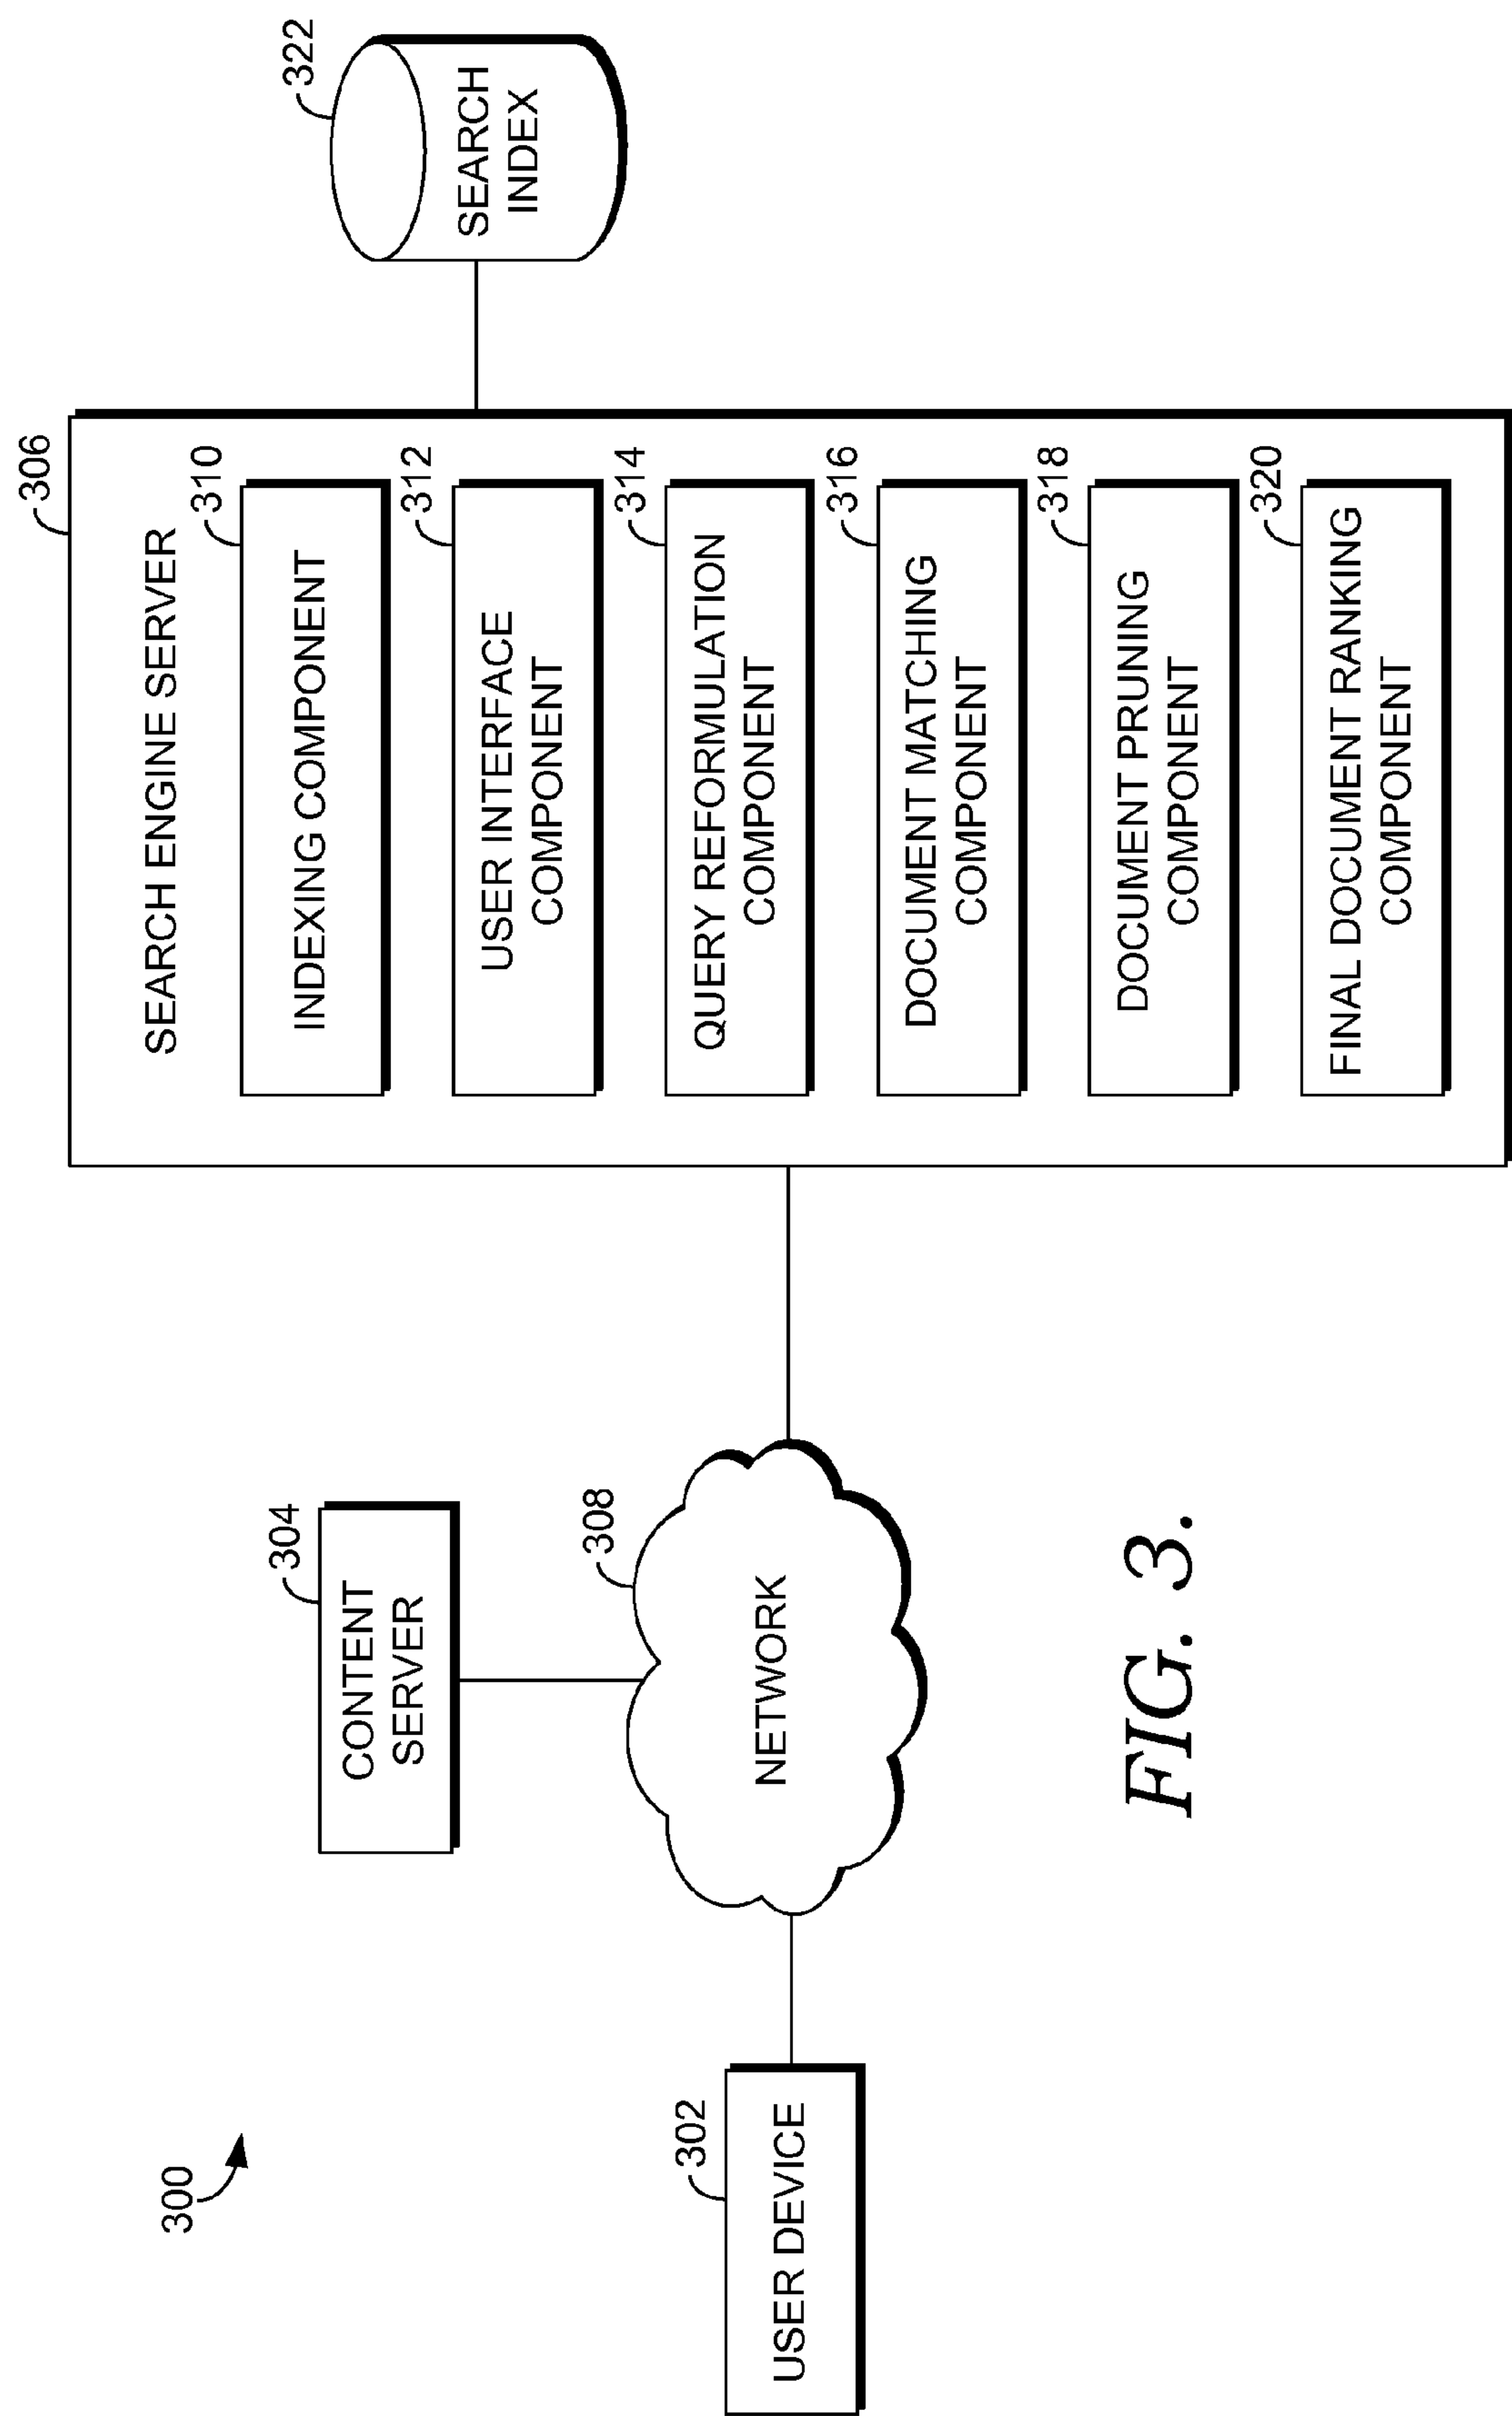 300
302
USER DEVICE
304
CONTENT
SERVER
308
NETWORK
306
SEARCH ENGINE SERVER
310
INDEXING COMPONENT
312
USER INTERFACE
COMPONENT
314
QUERY REFORMULATION
COMPONENT
316
DOCUMENT MATCHING
COMPONENT
318
DOCUMENT PRUNING
COMPONENT
320
FINAL DOCUMENT RANKING
COMPONENT
322
SEARCH
INDEX
FIG. 3.